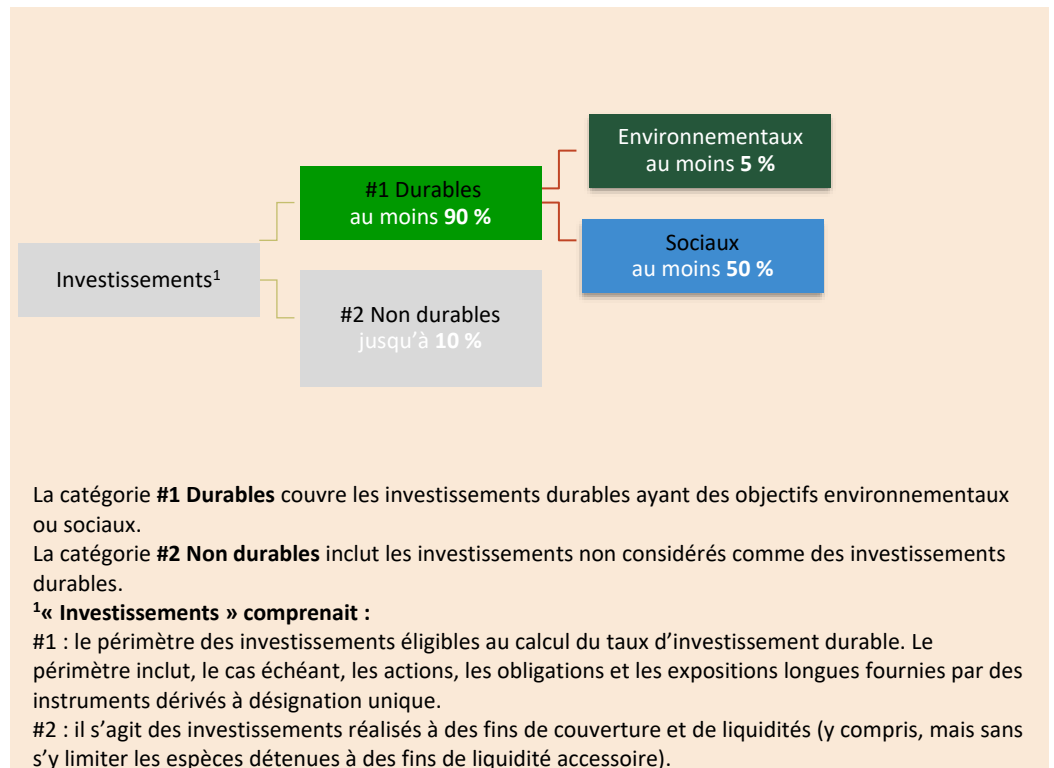 Environnementaux
au moins 5 %
#1 Durables
au moins 90 %
Sociaux
au moins 50 %
Investissements¹
#2 Non durables
jusqu'à 10 %
La catégorie #1 Durables couvre les investissements durables ayant des objectifs environnementaux
ou sociaux.
La catégorie #2 Non durables inclut les investissements non considérés comme des investissements
durables.
¹« Investissements » comprenait :
#1 : le périmètre des investissements éligibles au calcul du taux d’investissement durable. Le
périmètre inclut, le cas échéant, les actions, les obligations et les expositions longues fournies par des
instruments dérivés à désignation unique.
#2 : il s’agit des investissements réalisés à des fins de couverture et de liquidités (y compris, mais sans
s’y limiter les espèces détenues à des fins de liquidité accessoire).